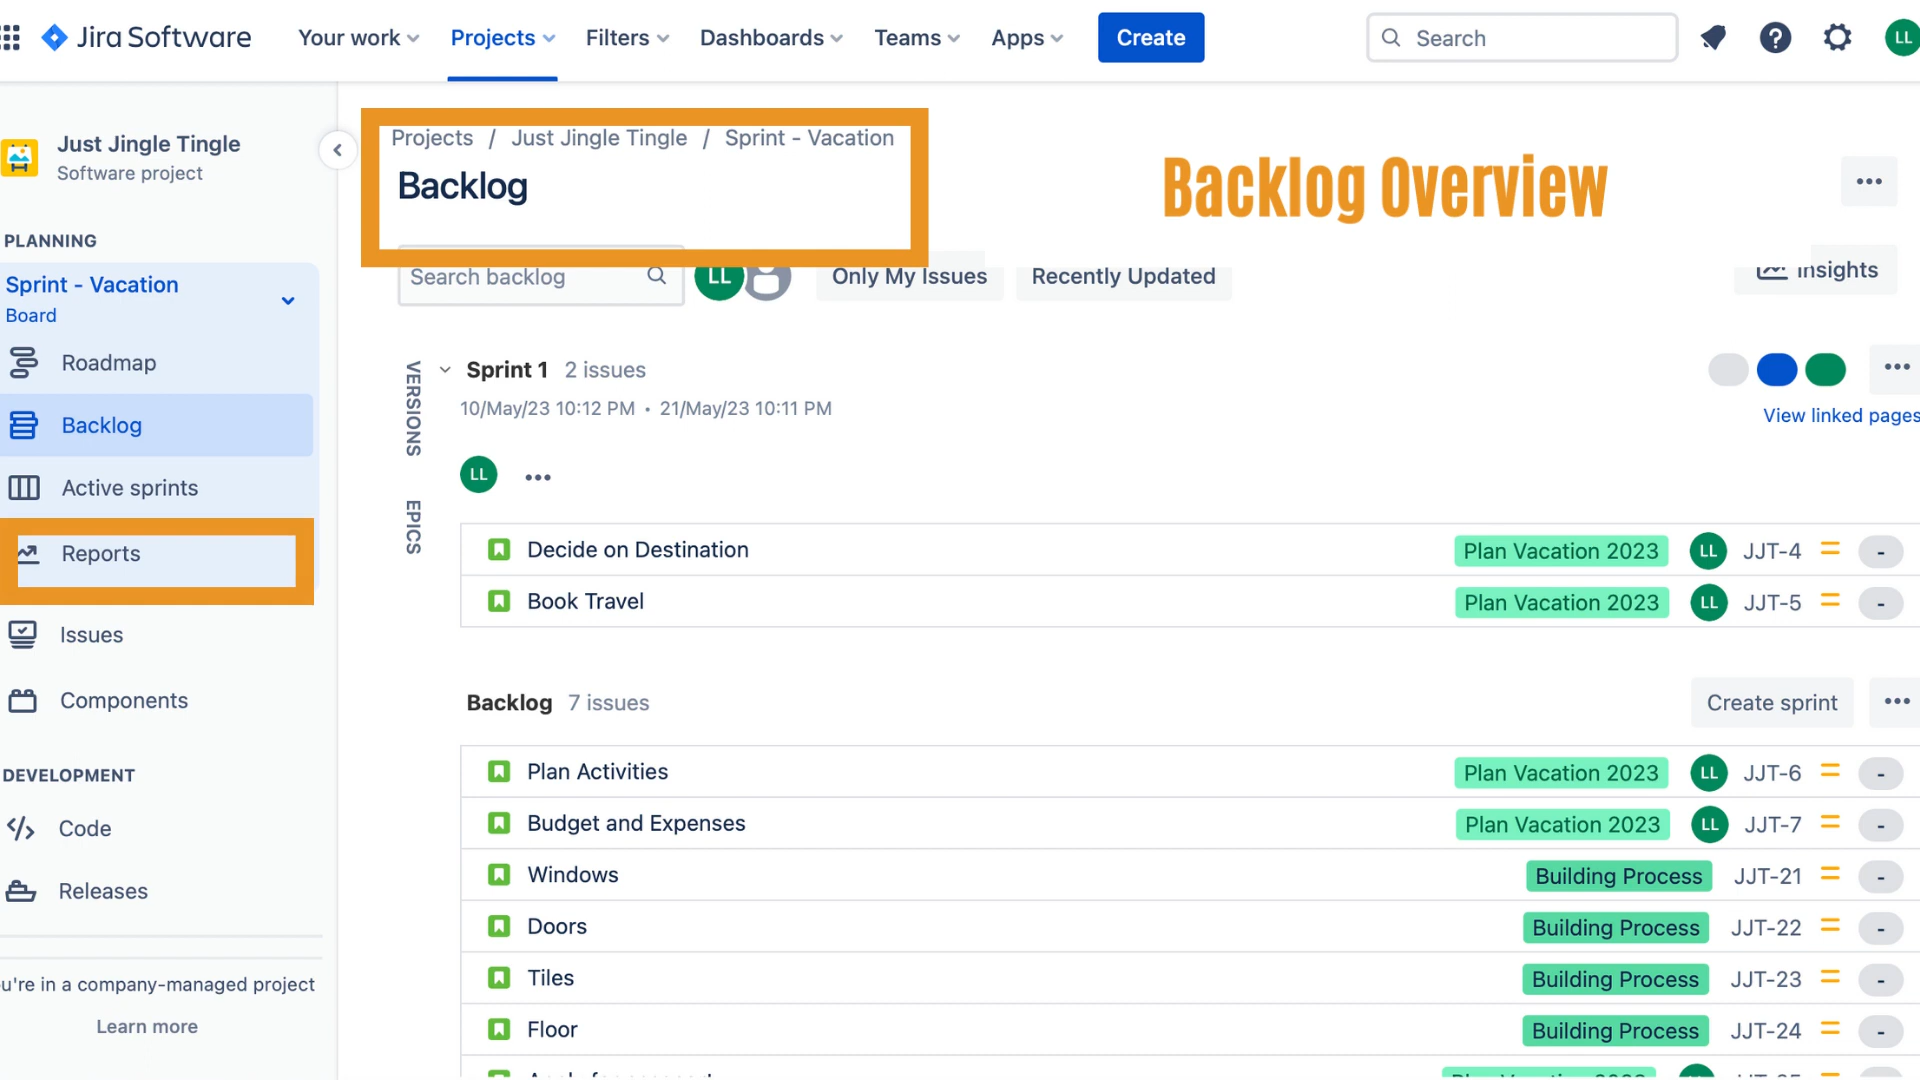 Jira Software
Your work
Projects
Filters
Dashboards
Teams
Apps
Create
Search
LL
Just Jingle Tingle
Software project
PLANNING
Sprint - Vacation
Board
Roadmap
Backlog
Active sprints
Reports
Issues
Components
DEVELOPMENT
Code
Releases
u're in a company-managed project
Learn more
Projects / Just Jingle Tingle / Sprint - Vacation
Backlog
Backlog Overview
Search backlog
LL
Only My Issues
Recently Updated
Insights
VERSIONS
EPICS
Sprint 1 2 issues
10/May/23 10:12 PM • 21/May/23 10:11 PM
View linked pages
LL
Decide on Destination Plan Vacation 2023 LL JJT-4 -
Book Travel Plan Vacation 2023 LL JJT-5 -
Backlog 7 issues
Create sprint
Plan Activities Plan Vacation 2023 LL JJT-6 -
Budget and Expenses Plan Vacation 2023 LL JJT-7 -
Windows Building Process JJT-21 -
Doors Building Process JJT-22 -
Tiles Building Process JJT-23 -
Floor Building Process JJT-24 -